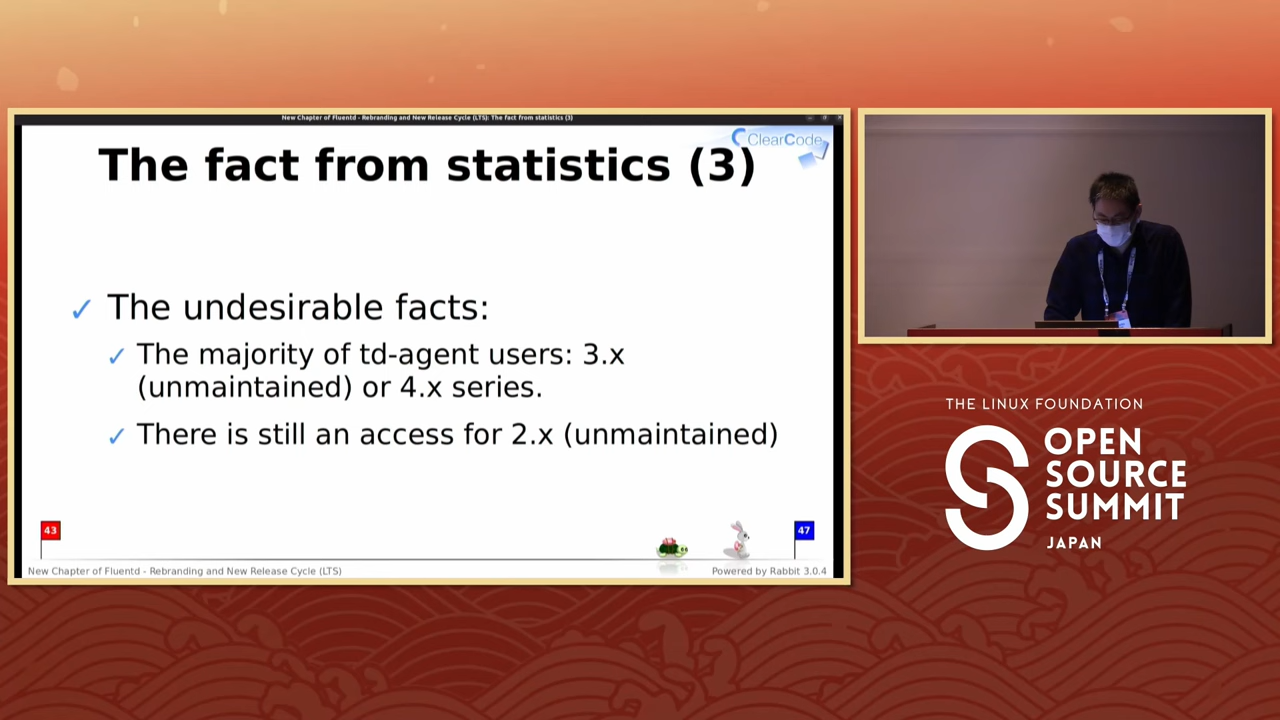 New Chapter of Fluentd - Rebranding and New Release Cycle (LTS): The fact from statistics (3)
ClearCode
The fact from statistics (3)
✓ The undesirable facts:
✓ The majority of td-agent users: 3.x
(unmaintained) or 4.x series.
✓ There is still an access for 2.x (unmaintained)
43
47
New Chapter of Fluentd - Rebranding and New Release Cycle (LTS)
Powered by Rabbit 3.0.4
THE LINUX FOUNDATION
OPEN
SOURCE
SUMMIT
JAPAN